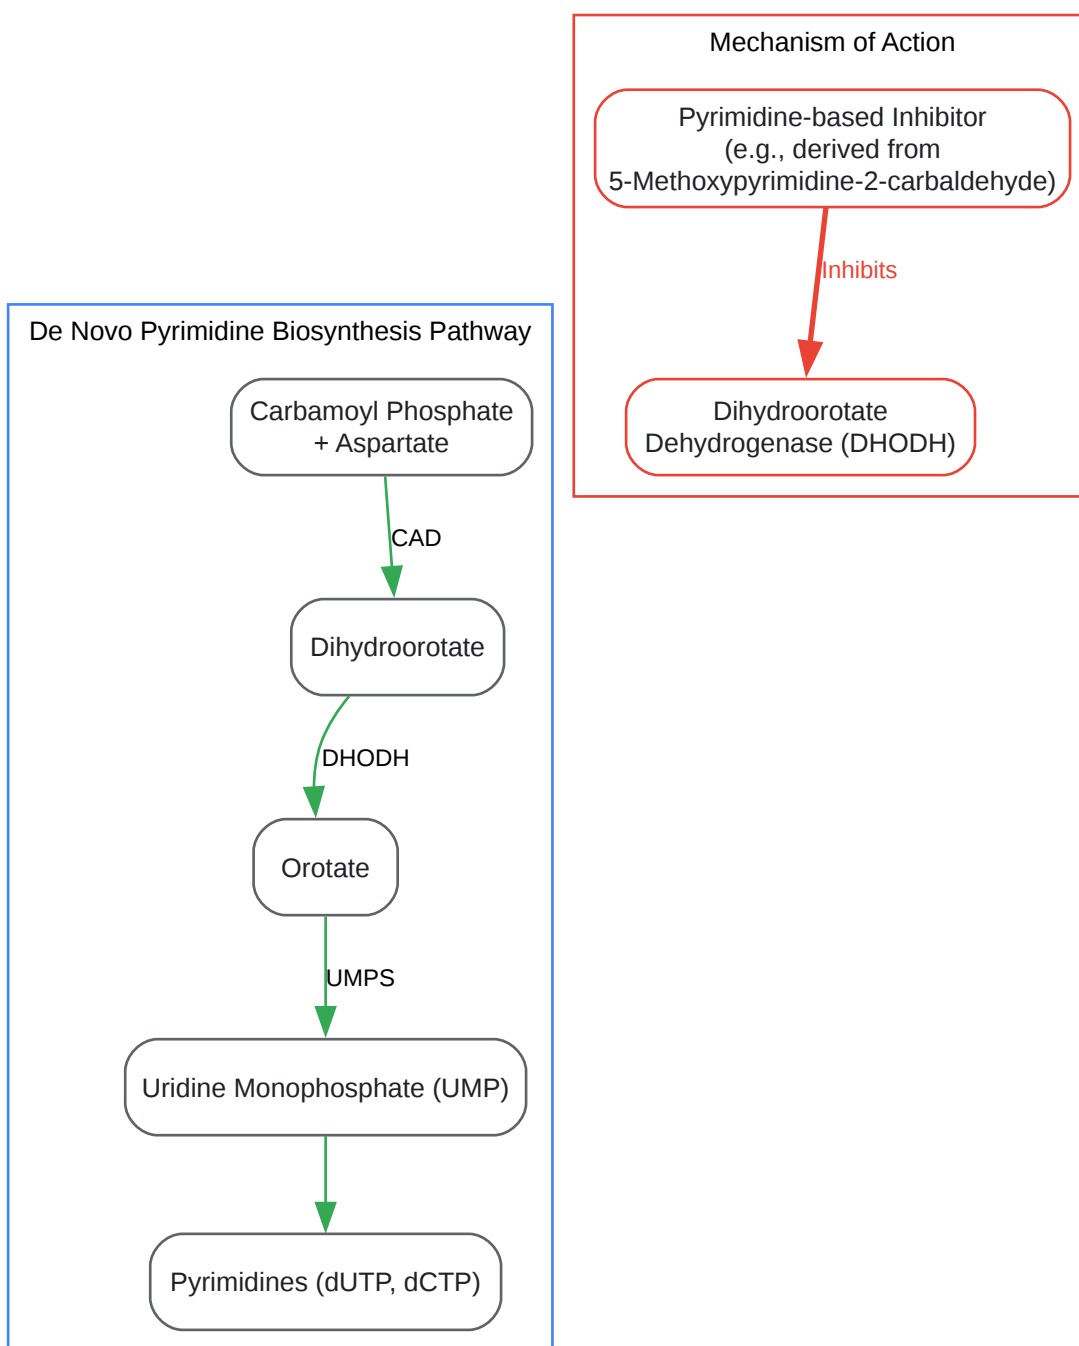 Mechanism of Action
Pyrimidine-based Inhibitor
(e.g., derived from
5-Methoxypyrimidine-2-carbaldehyde)
Inhibits
Dihydroorotate
Dehydrogenase (DHODH)
De Novo Pyrimidine Biosynthesis Pathway
Carbamoyl Phosphate
+ Aspartate
CAD
Dihydroorotate
DHODH
Orotate
UMPS
Uridine Monophosphate (UMP)
Pyrimidines (dUTP, dCTP)